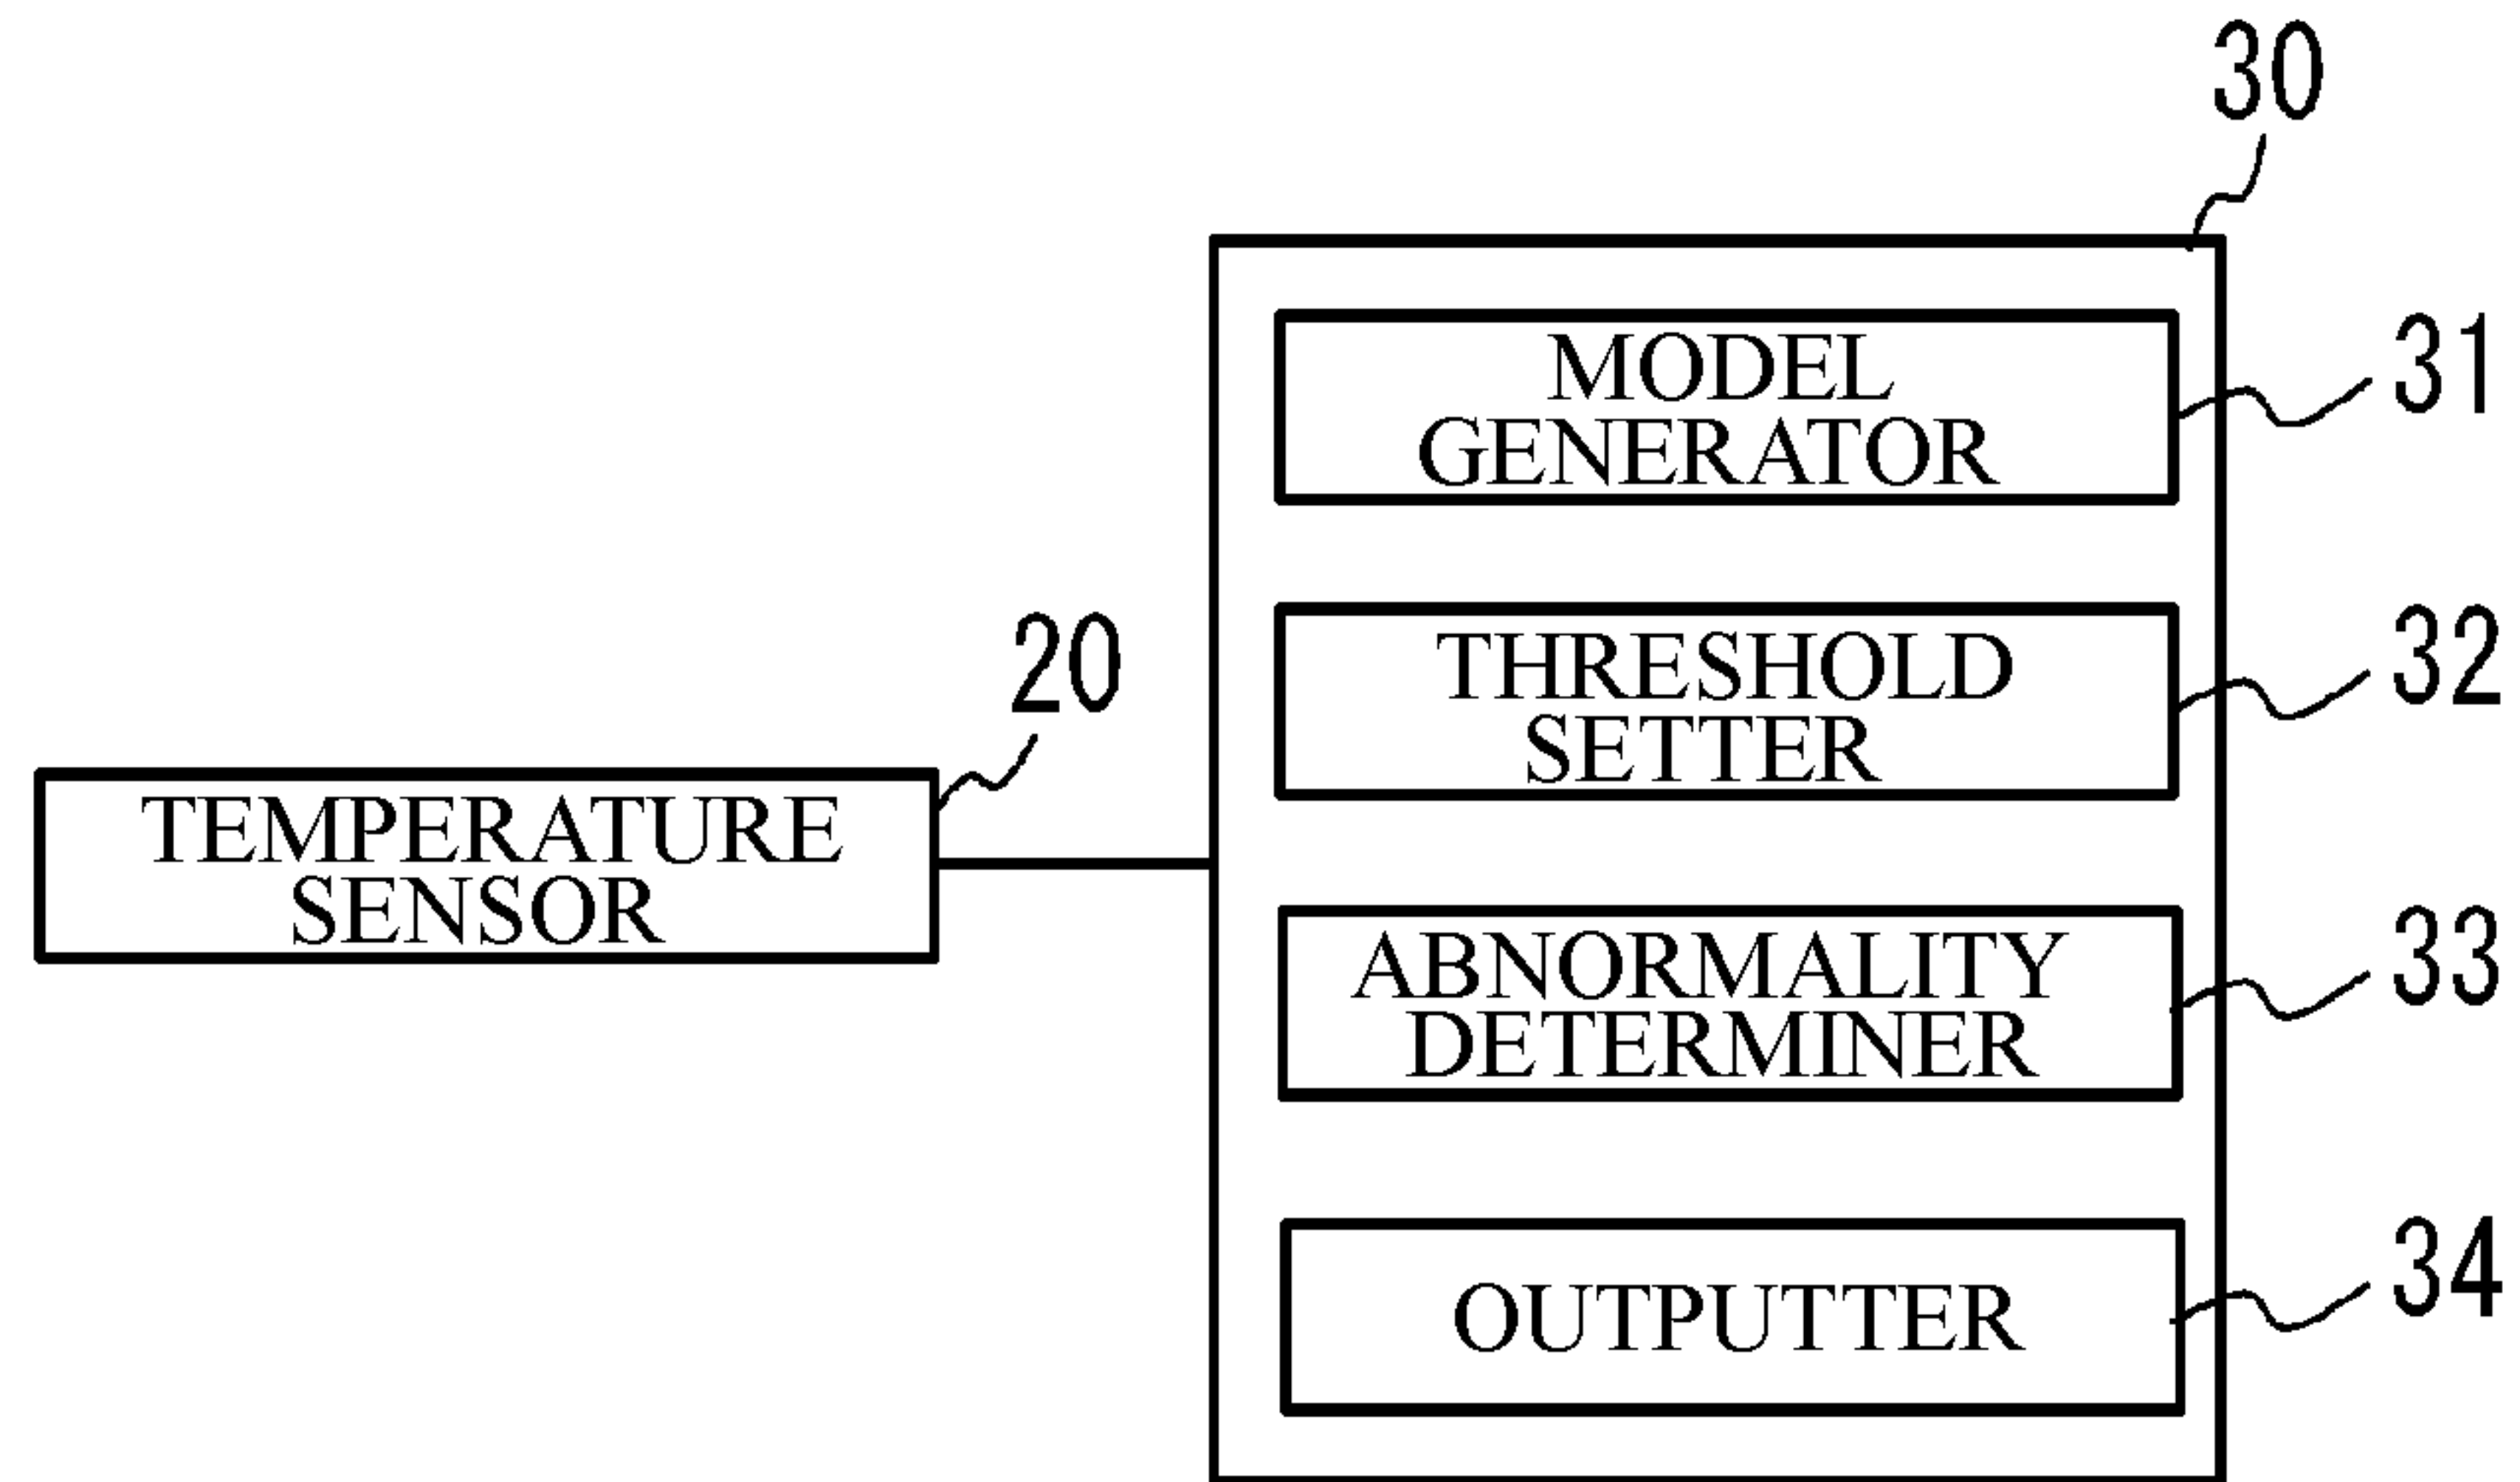 30
MODEL
GENERATOR
31
THRESHOLD
SETTER
32
20
TEMPERATURE
SENSOR
ABNORMALITY
DETERMINER
33
OUTPUTTER
34